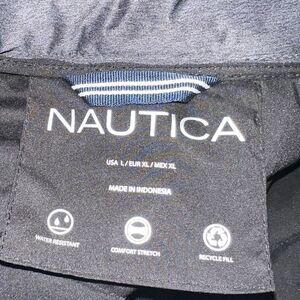 NAUTICA
USA L / EUR XL / MEX XL
MADE IN INDONESIA
WATER RESISTANT
COMFORT STRETCH
RECYCLE FILL